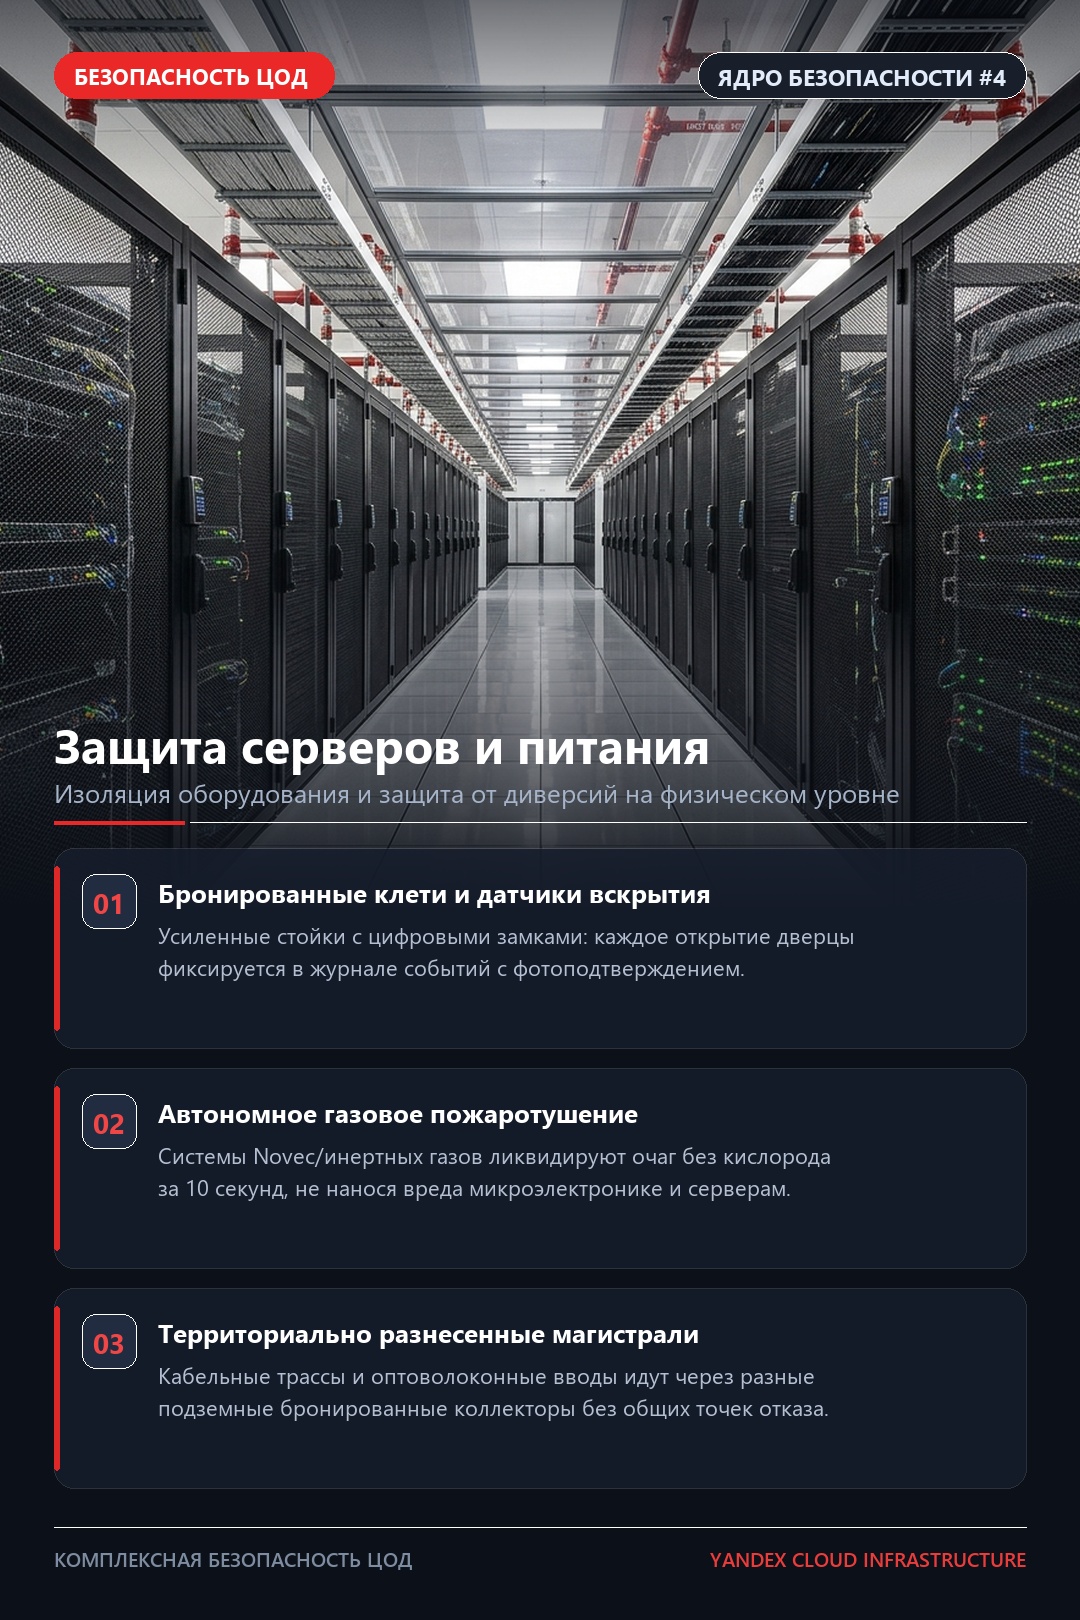 БЕЗОПАСНОСТЬ ЦОД
ЯДРО БЕЗОПАСНОСТИ #4
Защита серверов и питания
Изоляция оборудования и защита от диверсий на физическом уровне
01
Бронированные клети и датчики вскрытия
Усиленные стойки с цифровыми замками: каждое открытие дверцы
фиксируется в журнале событий с фотоподтверждением.
02
Автономное газовое пожаротушение
Системы Novec/инертных газов ликвидируют очаг без кислорода
за 10 секунд, не нанося вреда микроэлектронике и серверам.
03
Территориально разнесенные магистрали
Кабельные трассы и оптоволоконные вводы идут через разные
подземные бронированные коллекторы без общих точек отказа.
КОМПЛЕКСНАЯ БЕЗОПАСНОСТЬ ЦОД
YANDEX CLOUD INFRASTRUCTURE